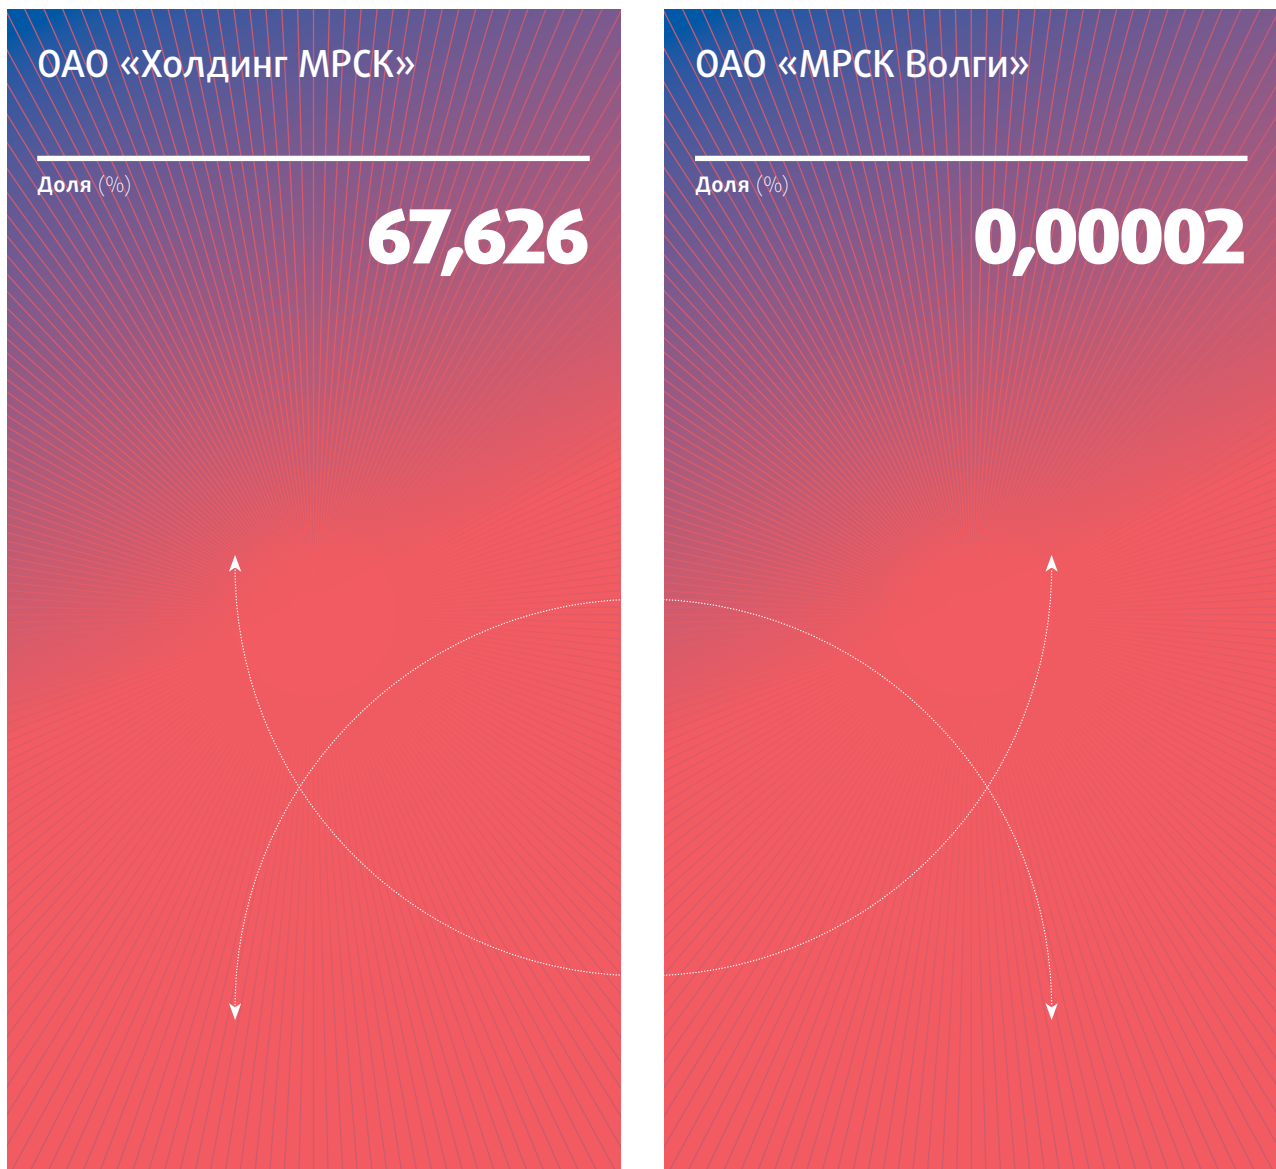 ОАО «Холдинг МРСК»
Доля (%)
67,626
ОАО «МРСК Волги»
Доля (%)
0,00002